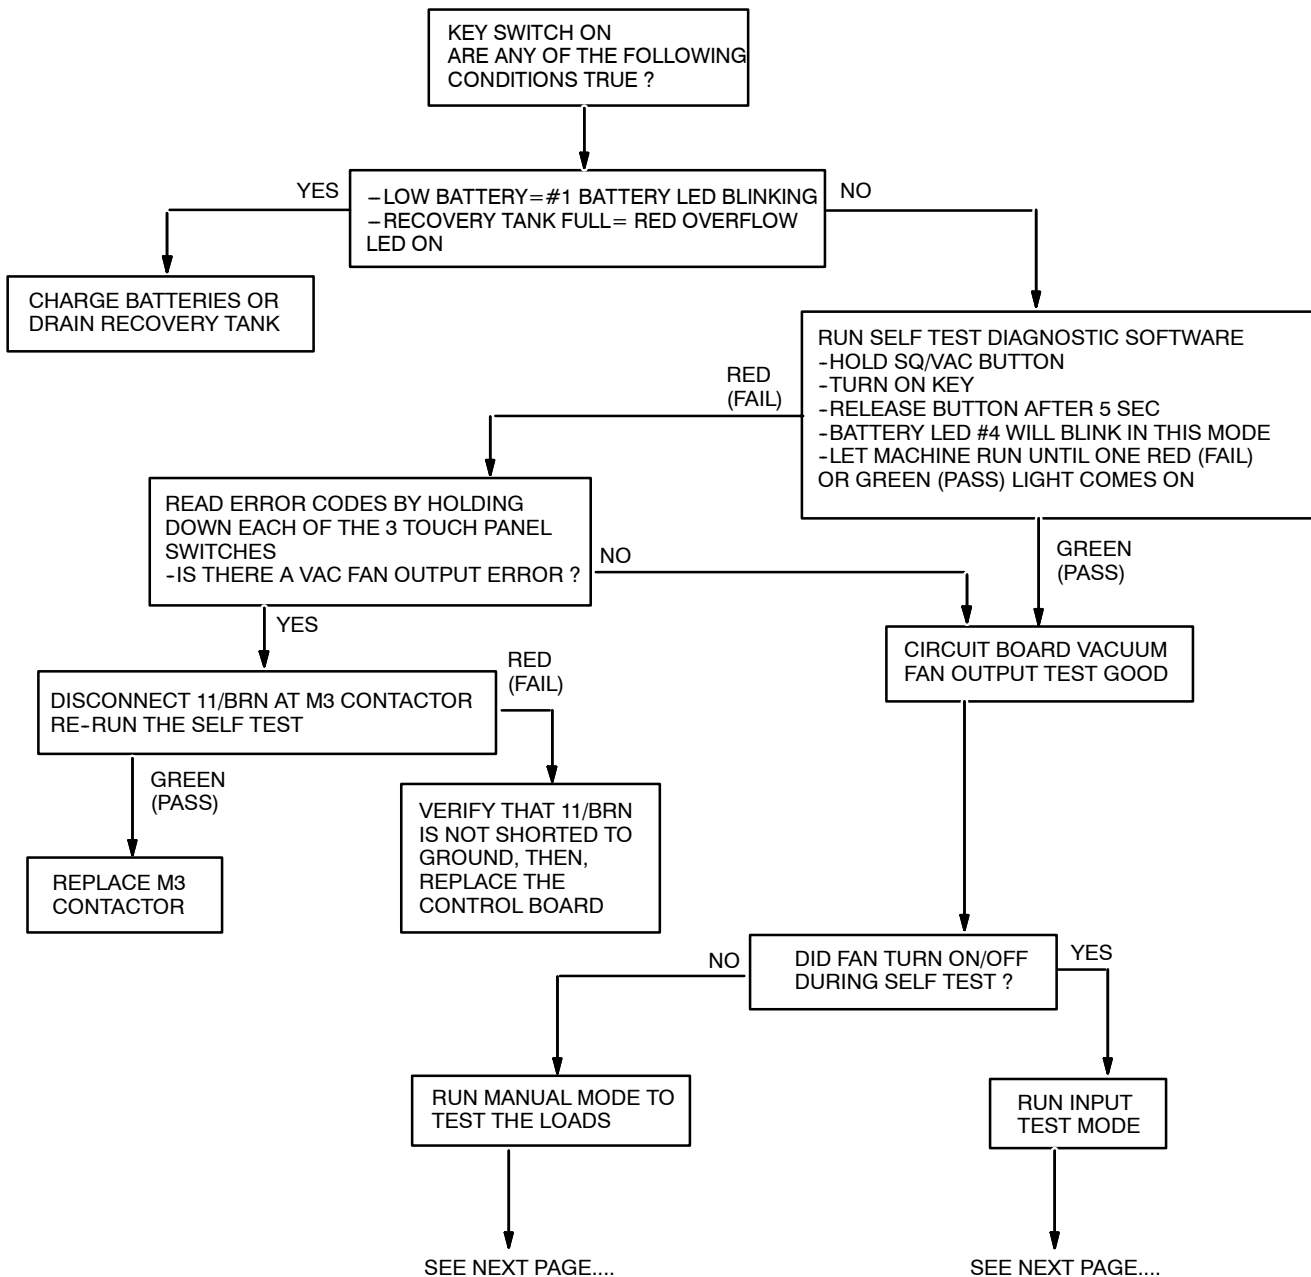 KEY SWITCH ON
ARE ANY OF THE FOLLOWING
CONDITIONS TRUE ?
YES
--LOW BATTERY=#1 BATTERY LED BLINKING
--RECOVERY TANK FULL= RED OVERFLOW
LED ON
NO
CHARGE BATTERIES OR
DRAIN RECOVERY TANK
RUN SELF TEST DIAGNOSTIC SOFTWARE
-HOLD SQ/VAC BUTTON
-TURN ON KEY
-RELEASE BUTTON AFTER 5 SEC
-BATTERY LED #4 WILL BLINK IN THIS MODE
-LET MACHINE RUN UNTIL ONE RED (FAIL)
OR GREEN (PASS) LIGHT COMES ON
RED
(FAIL)
READ ERROR CODES BY HOLDING
DOWN EACH OF THE 3 TOUCH PANEL
SWITCHES
-IS THERE A VAC FAN OUTPUT ERROR ?
NO
GREEN
(PASS)
YES
CIRCUIT BOARD VACUUM
FAN OUTPUT TEST GOOD
DISCONNECT 11/BRN AT M3 CONTACTOR
RE-RUN THE SELF TEST
RED
(FAIL)
GREEN
(PASS)
VERIFY THAT 11/BRN
IS NOT SHORTED TO
GROUND, THEN,
REPLACE THE
CONTROL BOARD
REPLACE M3
CONTACTOR
NO
DID FAN TURN ON/OFF
DURING SELF TEST ?
YES
RUN MANUAL MODE TO
TEST THE LOADS
RUN INPUT
TEST MODE
SEE NEXT PAGE....
SEE NEXT PAGE....